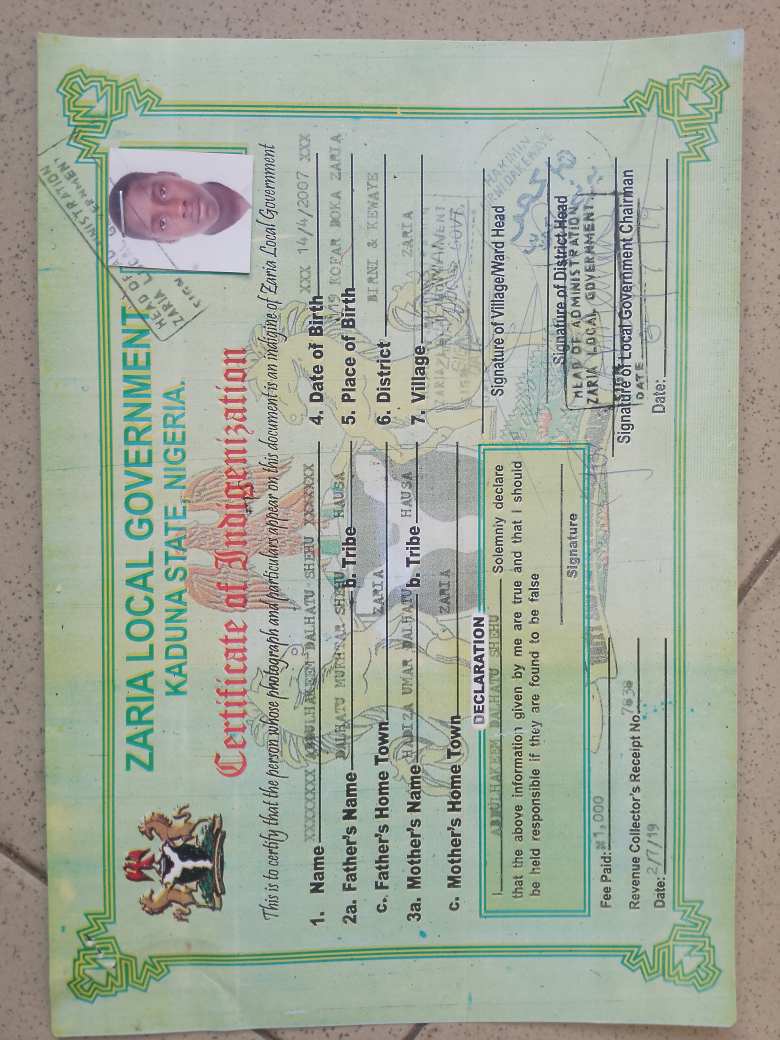 ZARIA LOCAL GOVERNMENT
KADUNA STATE, NIGERIA.
Certificate of Indigenization
This is to certify that the person whose photograph and particulars appear on this document is an indigine of Zaria Local Government
1. Name XXXXXXXX ABDULHAKEEM DALHATU SHEHU XXXXXXX
4. Date of Birth XXX 14/4/2007 XXX
2a. Father's Name DALHATU MUKHTAR SHEHU b. Tribe HAUSA
5. Place of Birth KOFAR DOKA ZARIA
c. Father's Home Town ZARIA
6. District BIRNI & KEWAYE
3a. Mother's Name HADIZA UMAR DALHATU b. Tribe HAUSA
7. Village ZARIA
c. Mother's Home Town ZARIA
DECLARATION
I ABDULHAKEEM DALHATU SHEHU Solemnly declare
that the above information given by me are true and that I should
be held responsible if they are found to be false
Signature
Fee Paid: ₦1,000
Revenue Collector's Receipt No. 7636
Date: 2/7/19
Signature of Village/Ward Head
Signature of District Head
HEAD OF ADMINISTRATION
ZARIA LOCAL GOVERNMENT
SIGN
DATE
Signature of Local Government Chairman
Date:
HEAD OF ADMINISTRATION
ZARIA LOCAL GOVERNMENT
SIGN